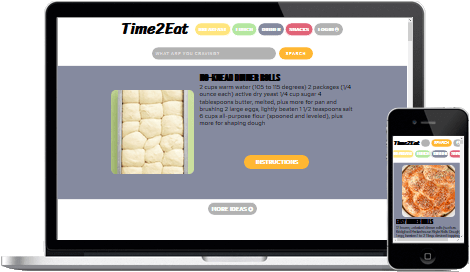 Time2Eat
BREAKFAST LUNCH DINNER SNACKS
WHAT ARE YOU CRAVING? SEARCH
NO-KNEAD DINNER ROLLS
2 cups warm water (105 to 115 degrees) 2 packages (1/4
ounce each) active dry yeast 1/4 cup sugar 4
tablespoons butter, melted, plus more for pan and
brushing 2 large eggs, lightly beaten 1 1/2 teaspoons salt
6 cups all-purpose flour (spooned and leveled), plus
more for shaping dough
INSTRUCTIONS
MORE IDEAS
Time2Eat